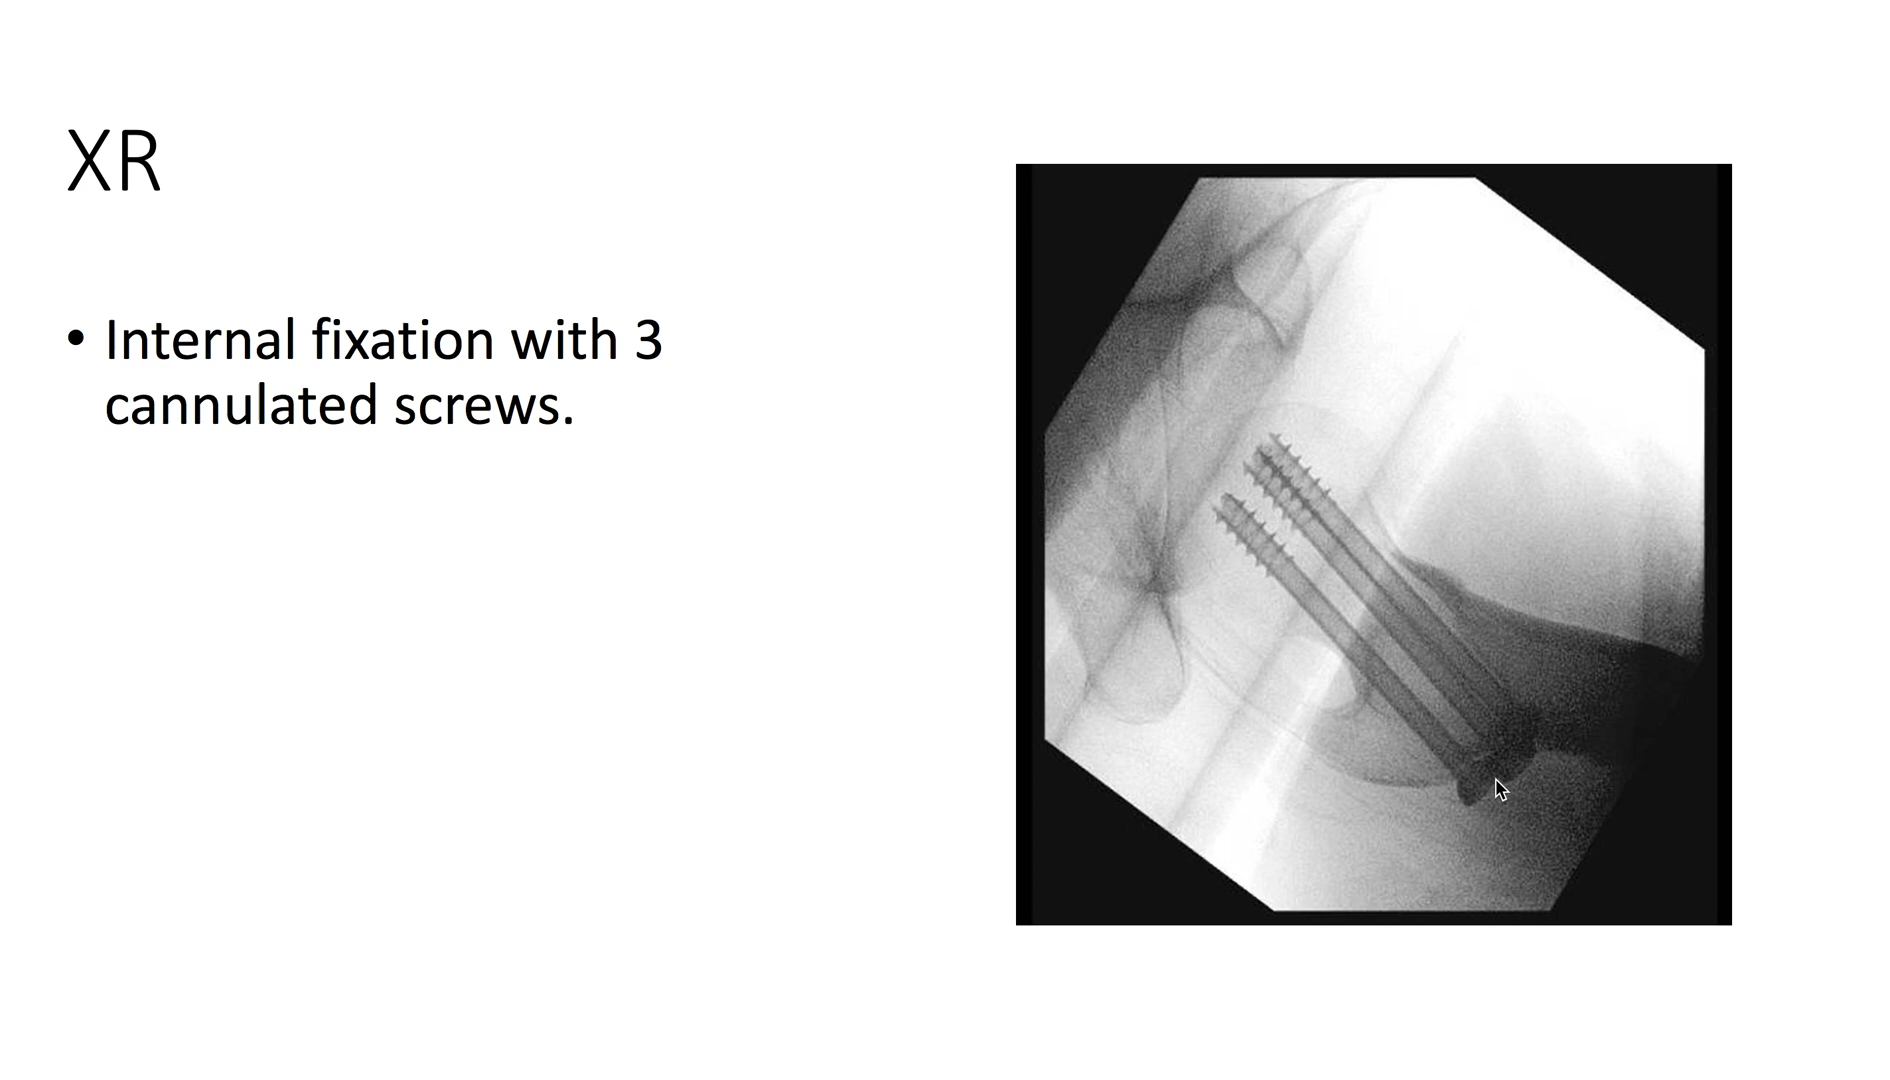 XR
• Internal fixation with 3
cannulated screws.